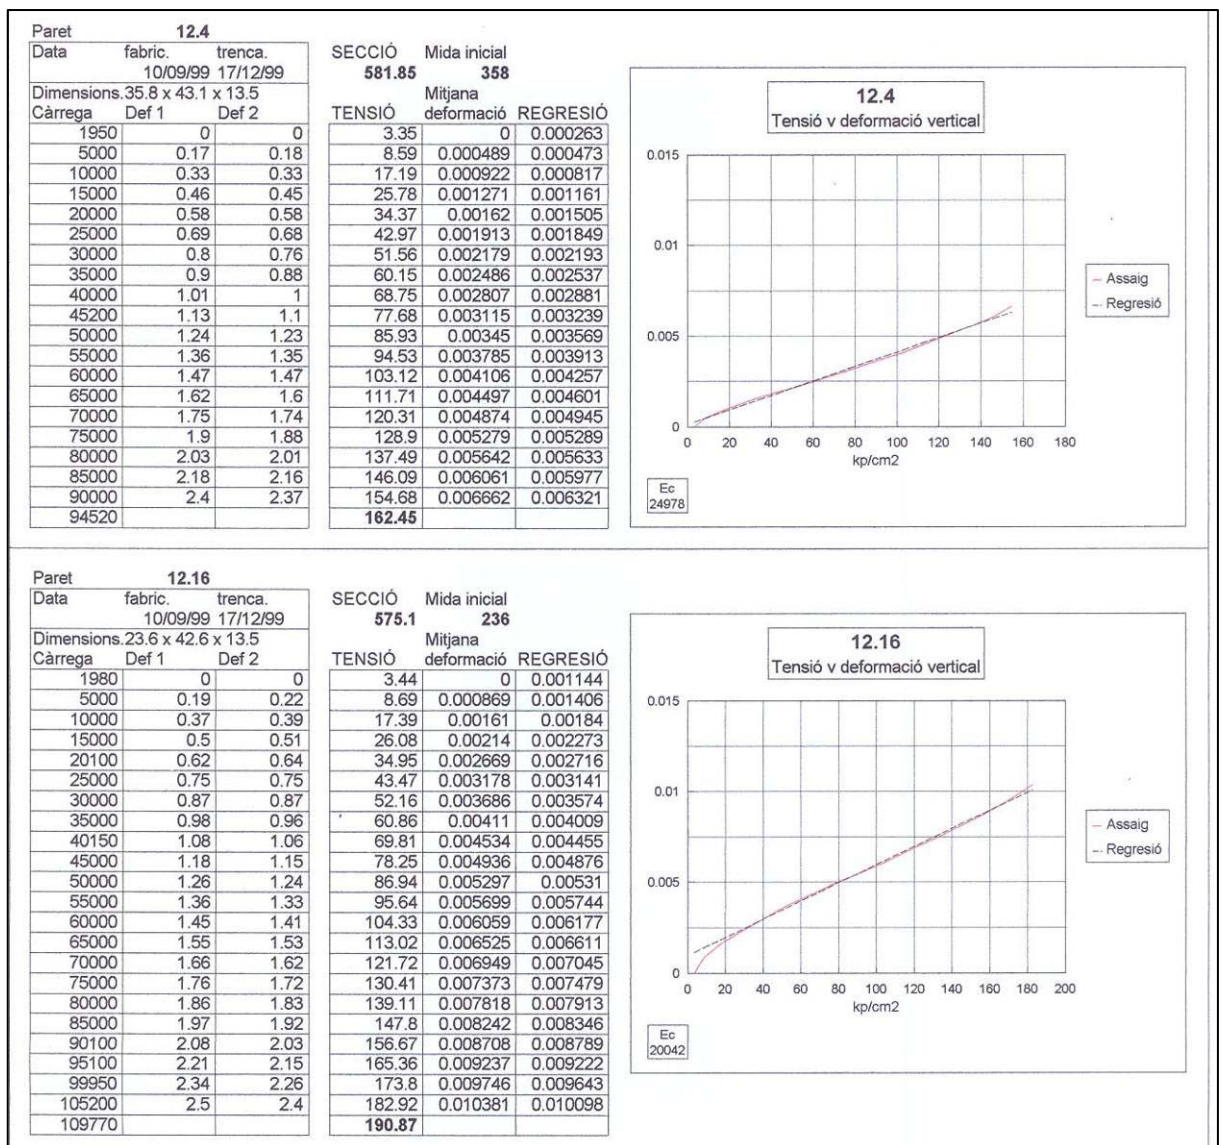 Paret 12.4
Data fabric. trenca. SECCIÓ Mida inicial
10/09/99 17/12/99 581.85 358
Dimensions.35.8 x 43.1 x 13.5 Mitjana
Càrrega Def 1 Def 2 TENSIÓ deformació REGRESIÓ
1950 0 0 3.35 0 0.000263
5000 0.17 0.18 8.59 0.000489 0.000473
10000 0.33 0.33 17.19 0.000922 0.000817
15000 0.46 0.45 25.78 0.001271 0.001161
20000 0.58 0.58 34.37 0.00162 0.001505
25000 0.69 0.68 42.97 0.001913 0.001849
30000 0.8 0.76 51.56 0.002179 0.002193
35000 0.9 0.88 60.15 0.002486 0.002537
40000 1.01 1 68.75 0.002807 0.002881
45200 1.13 1.1 77.68 0.003115 0.003239
50000 1.24 1.23 85.93 0.00345 0.003569
55000 1.36 1.35 94.53 0.003785 0.003913
60000 1.47 1.47 103.12 0.004106 0.004257
65000 1.62 1.6 111.71 0.004497 0.004601
70000 1.75 1.74 120.31 0.004874 0.004945
75000 1.9 1.88 128.9 0.005279 0.005289
80000 2.03 2.01 137.49 0.005642 0.005633
85000 2.18 2.16 146.09 0.006061 0.005977
90000 2.4 2.37 154.68 0.006662 0.006321
94520 162.45
12.4
Tensió v deformació vertical
0.015
0.01
0.005
0
0 20 40 60 80 100 120 140 160 180
kp/cm2
Assaig
Regresió
Ec
24978
Paret 12.16
Data fabric. trenca. SECCIÓ Mida inicial
10/09/99 17/12/99 575.1 236
Dimensions.23.6 x 42.6 x 13.5 Mitjana
Càrrega Def 1 Def 2 TENSIÓ deformació REGRESIÓ
1980 0 0 3.44 0 0.001144
5000 0.19 0.22 8.69 0.000869 0.001406
10000 0.37 0.39 17.39 0.00161 0.00184
15000 0.5 0.51 26.08 0.00214 0.002273
20100 0.62 0.64 34.95 0.002669 0.002716
25000 0.75 0.75 43.47 0.003178 0.003141
30000 0.87 0.87 52.16 0.003686 0.003574
35000 0.98 0.96 60.86 0.00411 0.004009
40150 1.08 1.06 69.81 0.004534 0.004455
45000 1.18 1.15 78.25 0.004936 0.004876
50000 1.26 1.24 86.94 0.005297 0.00531
55000 1.36 1.33 95.64 0.005699 0.005744
60000 1.45 1.41 104.33 0.006059 0.006177
65000 1.55 1.53 113.02 0.006525 0.006611
70000 1.66 1.62 121.72 0.006949 0.007045
75000 1.76 1.72 130.41 0.007373 0.007479
80000 1.86 1.83 139.11 0.007818 0.007913
85000 1.97 1.92 147.8 0.008242 0.008346
90100 2.08 2.03 156.67 0.008708 0.008789
95100 2.21 2.15 165.36 0.009237 0.009222
99950 2.34 2.26 173.8 0.009746 0.009643
105200 2.5 2.4 182.92 0.010381 0.010098
109770 190.87
12.16
Tensió v deformació vertical
0.015
0.01
0.005
0
0 20 40 60 80 100 120 140 160 180 200
kp/cm2
Assaig
Regresió
Ec
20042